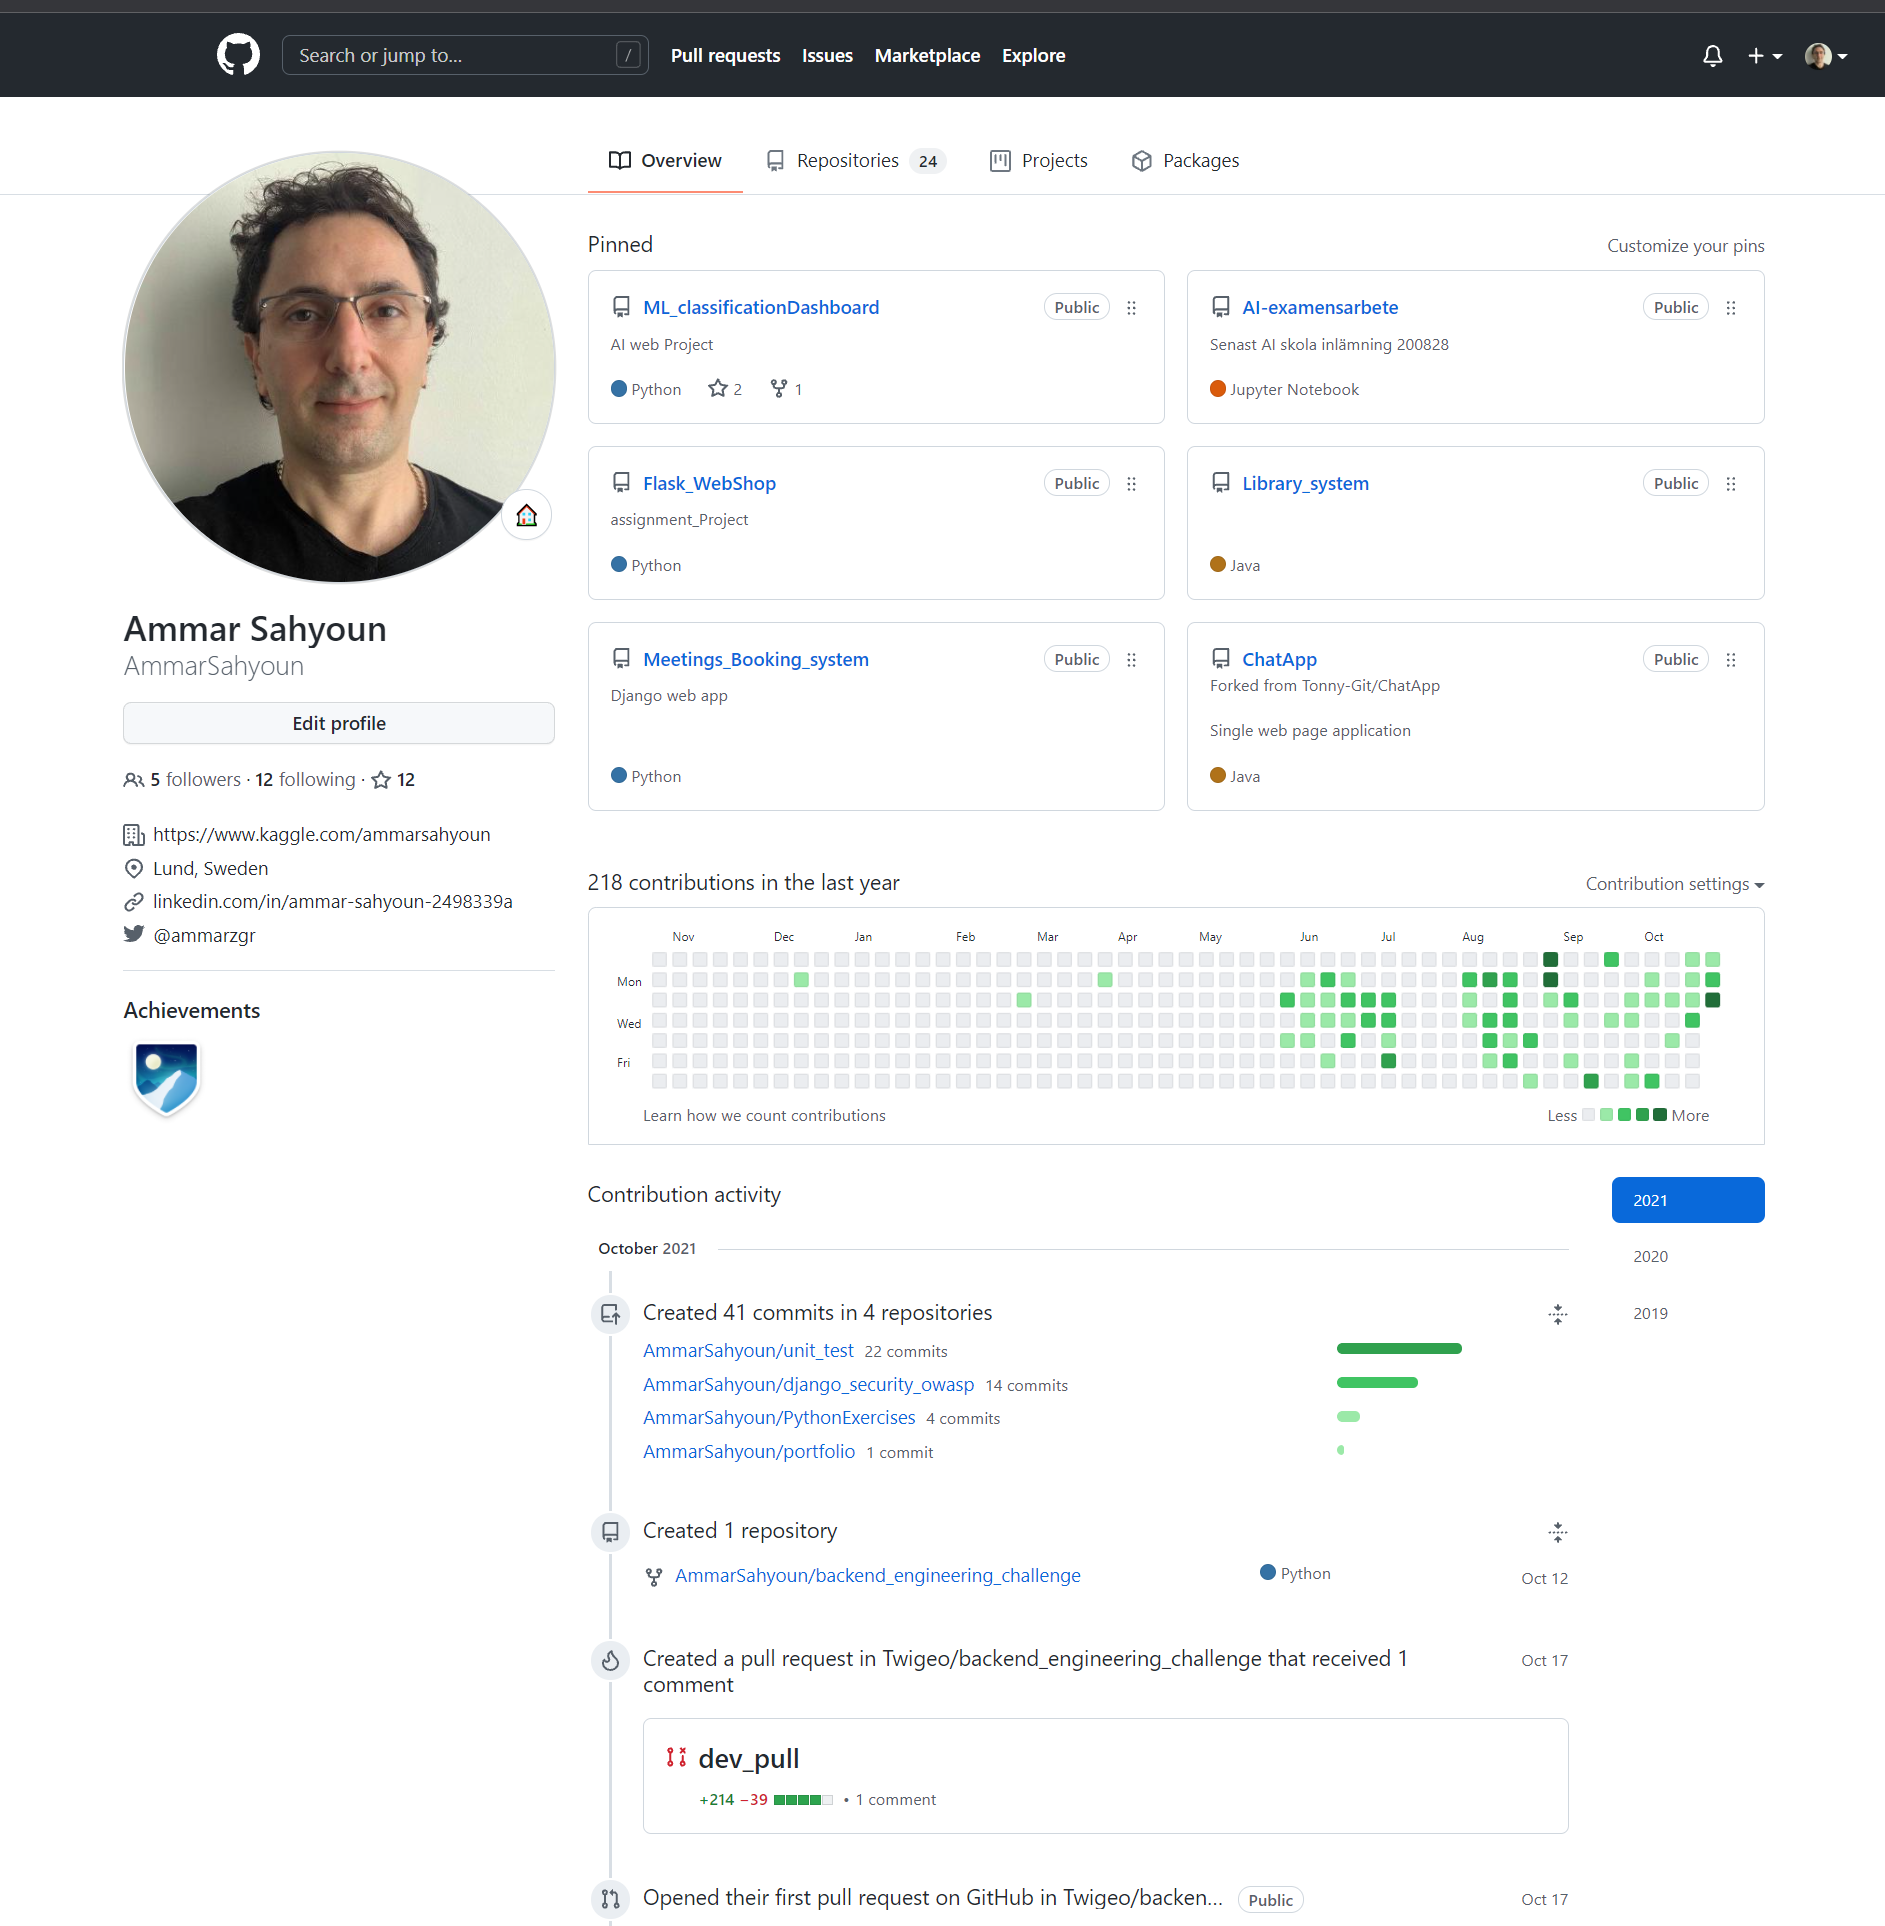 Search or jump to...
/
Pull requests
Issues
Marketplace
Explore
Overview
Repositories 24
Projects
Packages
Ammar Sahyoun
AmmarSahyoun
Edit profile
5 followers · 12 following · 12
https://www.kaggle.com/ammarsahyoun
Lund, Sweden
linkedin.com/in/ammar-sahyoun-2498339a
@ammarzgr
Achievements
Pinned
Customize your pins
ML_classificationDashboard Public
AI web Project
Python 2 1
AI-examensarbete Public
Senast AI skola inlämning 200828
Jupyter Notebook
Flask_WebShop Public
assignment_Project
Python
Library_system Public
Java
Meetings_Booking_system Public
Django web app
Python
ChatApp Public
Forked from Tonny-Git/ChatApp
Single web page application
Java
218 contributions in the last year
Contribution settings
Nov Dec Jan Feb Mar Apr May Jun Jul Aug Sep Oct
Mon
Wed
Fri
Learn how we count contributions
Less More
Contribution activity
2021
2020
2019
October 2021
Created 41 commits in 4 repositories
AmmarSahyoun/unit_test 22 commits
AmmarSahyoun/django_security_owasp 14 commits
AmmarSahyoun/PythonExercises 4 commits
AmmarSahyoun/portfolio 1 commit
Created 1 repository
AmmarSahyoun/backend_engineering_challenge Python Oct 12
Created a pull request in Twigeo/backend_engineering_challenge that received 1 Oct 17
comment
dev_pull
+214 −39 • 1 comment
Opened their first pull request on GitHub in Twigeo/backen... Public Oct 17